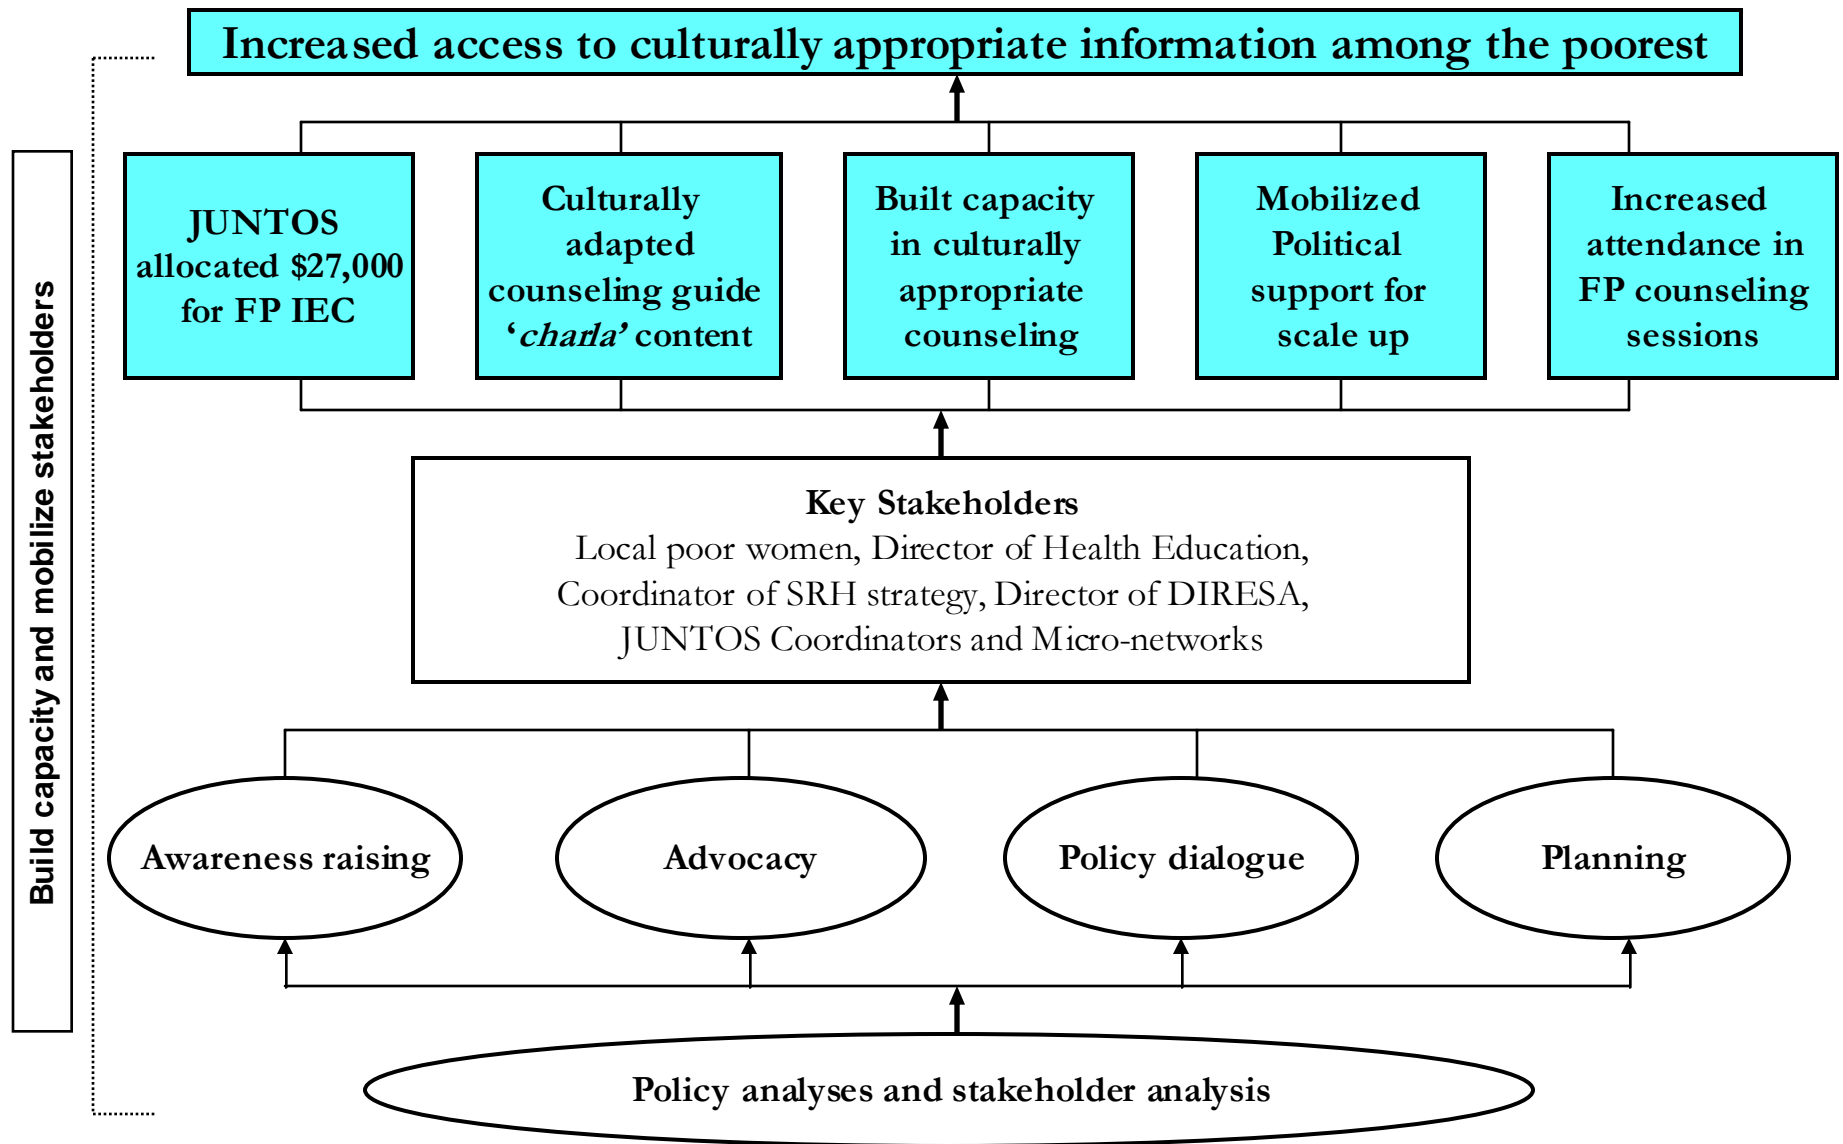 Increased access to culturally appropriate information among the poorest
Build capacity and mobilize stakeholders
JUNTOS
allocated $27,000
for FP IEC
Culturally
adapted
counseling guide
‘charla’ content
Built capacity
in culturally
appropriate
counseling
Mobilized
Political
support for
scale up
Increased
attendance in
FP counseling
sessions
Key Stakeholders
Local poor women, Director of Health Education,
Coordinator of SRH strategy, Director of DIRESA,
JUNTOS Coordinators and Micro-networks
Awareness raising
Advocacy
Policy dialogue
Planning
Policy analyses and stakeholder analysis